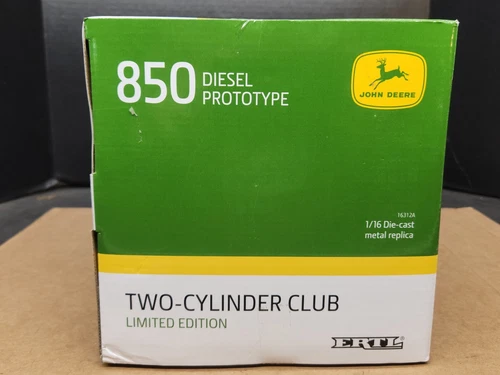 850 DIESEL
PROTOTYPE
JOHN DEERE
16312A
1/16 Die-cast
metal replica
TWO-CYLINDER CLUB
LIMITED EDITION
ERTL®